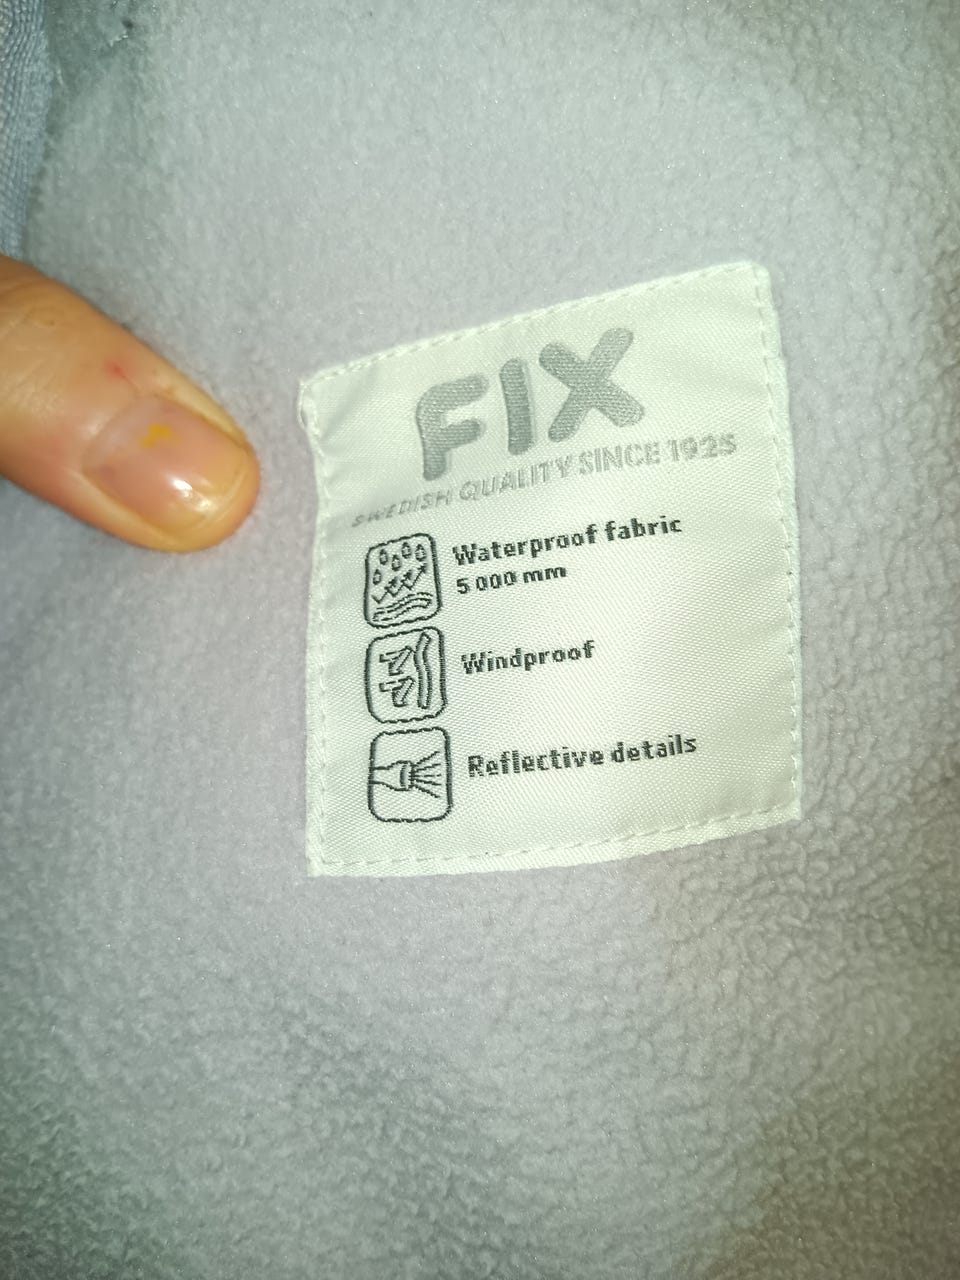 FIX
SWEDISH QUALITY SINCE 1925
Waterproof fabric
5 000 mm
Windproof
Reflective details